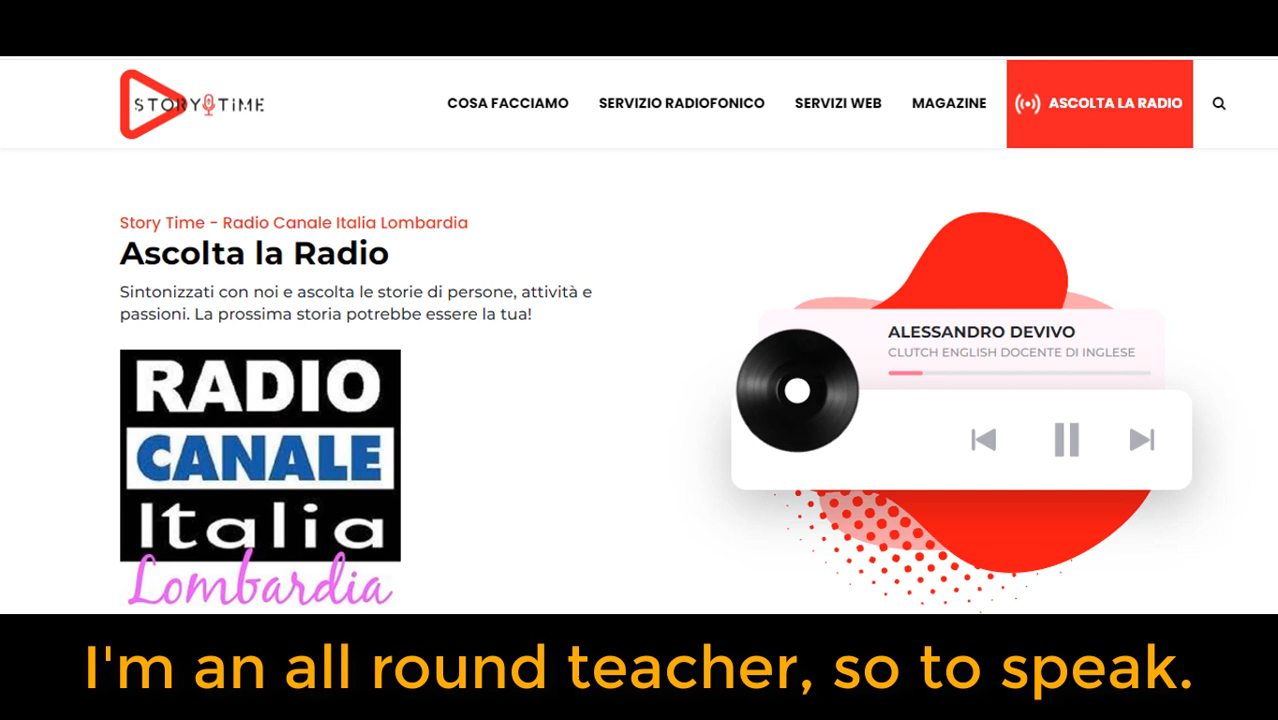 STORY TIME
COSA FACCIAMO
SERVIZIO RADIOFONICO
SERVIZI WEB
MAGAZINE
ASCOLTA LA RADIO
Story Time - Radio Canale Italia Lombardia
Ascolta la Radio
Sintonizzati con noi e ascolta le storie di persone, attività e
passioni. La prossima storia potrebbe essere la tua!
RADIO
CANALE
Italia
Lombardia
ALESSANDRO DEVIVO
CLUTCH ENGLISH DOCENTE DI INGLESE
I'm an all round teacher, so to speak.